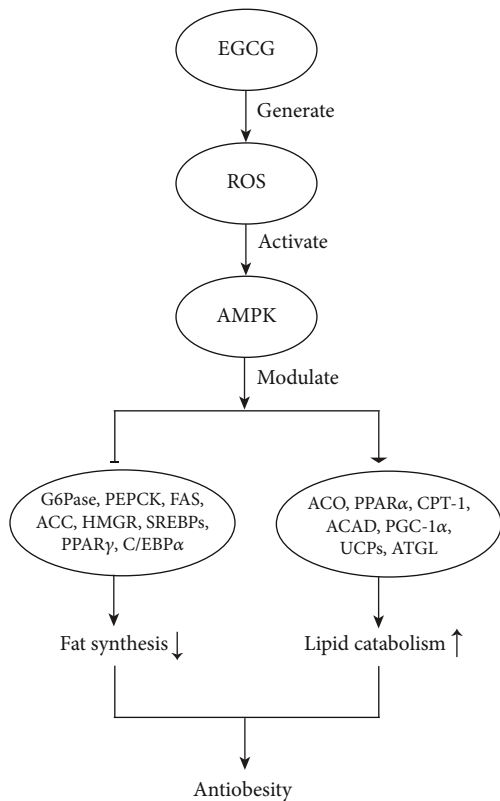 EGCG
Generate
ROS
Activate
AMPK
Modulate
G6Pase, PEPCK, FAS,
ACC, HMGR, SREBPs,
PPARγ, C/EBPα
ACO, PPARα, CPT-1,
ACAD, PGC-1α,
UCPs, ATGL
Fat synthesis ↓
Lipid catabolism ↑
Antiobesity